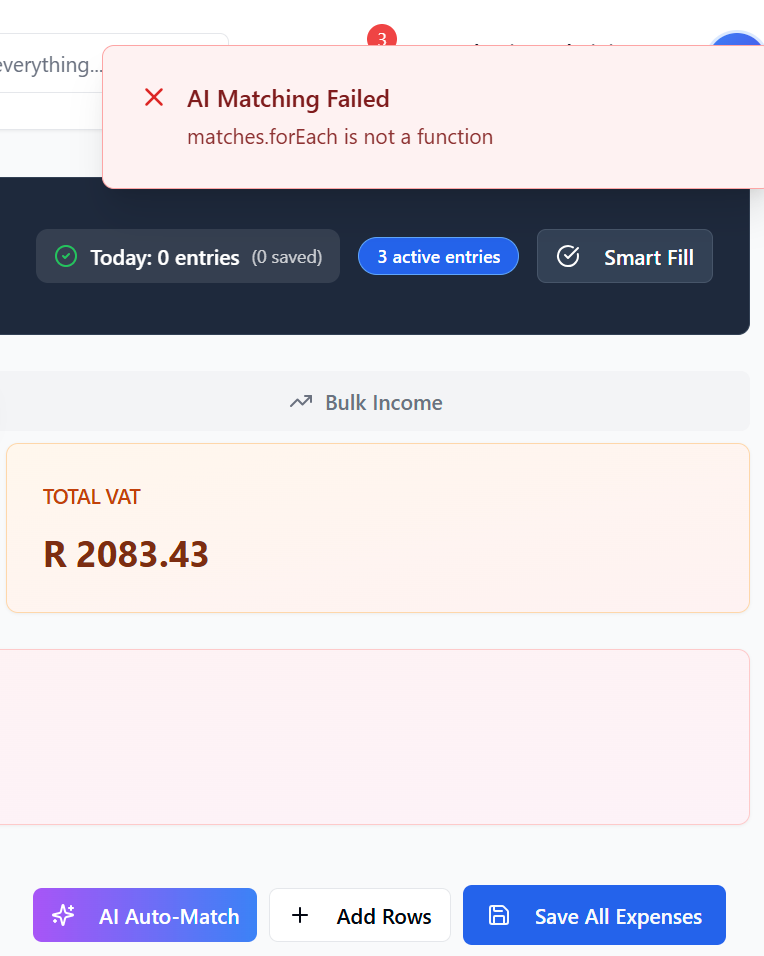 3
everything...
AI Matching Failed
matches.forEach is not a function
Today: 0 entries (0 saved)
3 active entries
Smart Fill
Bulk Income
TOTAL VAT
R 2083.43
AI Auto-Match
Add Rows
Save All Expenses